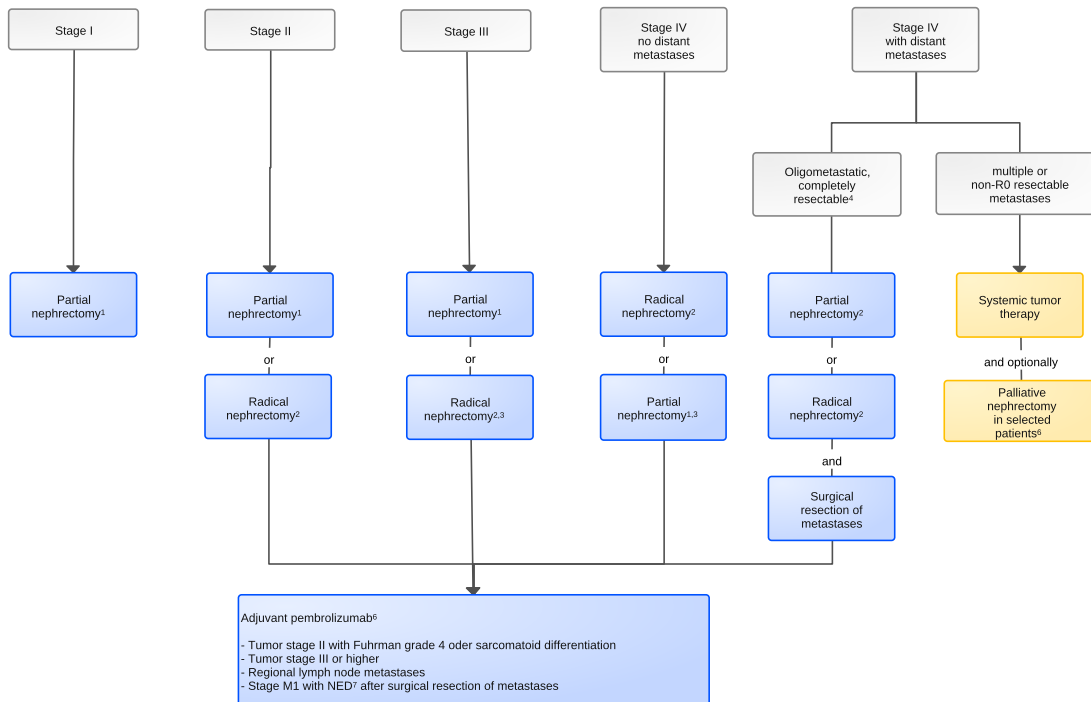 Stage I
Stage II
Stage III
Stage IV
no distant
metastases
Stage IV
with distant
metastases
Oligometastatic,
completely
resectable⁴
multiple or
non-R0 resectable
metastases
Partial
nephrectomy¹
Partial
nephrectomy¹
Partial
nephrectomy¹
Radical
nephrectomy²
Partial
nephrectomy²
Systemic tumor
therapy
or
or
or
or
and optionally
Radical
nephrectomy²
Radical
nephrectomy²,³
Partial
nephrectomy¹,³
Radical
nephrectomy²
Palliative
nephrectomy
in selected
patients⁶
and
Surgical
resection of
metastases
Adjuvant pembrolizumab⁶
- Tumor stage II with Fuhrman grade 4 oder sarcomatoid differentiation
- Tumor stage III or higher
- Regional lymph node metastases
- Stage M1 with NED⁷ after surgical resection of metastases